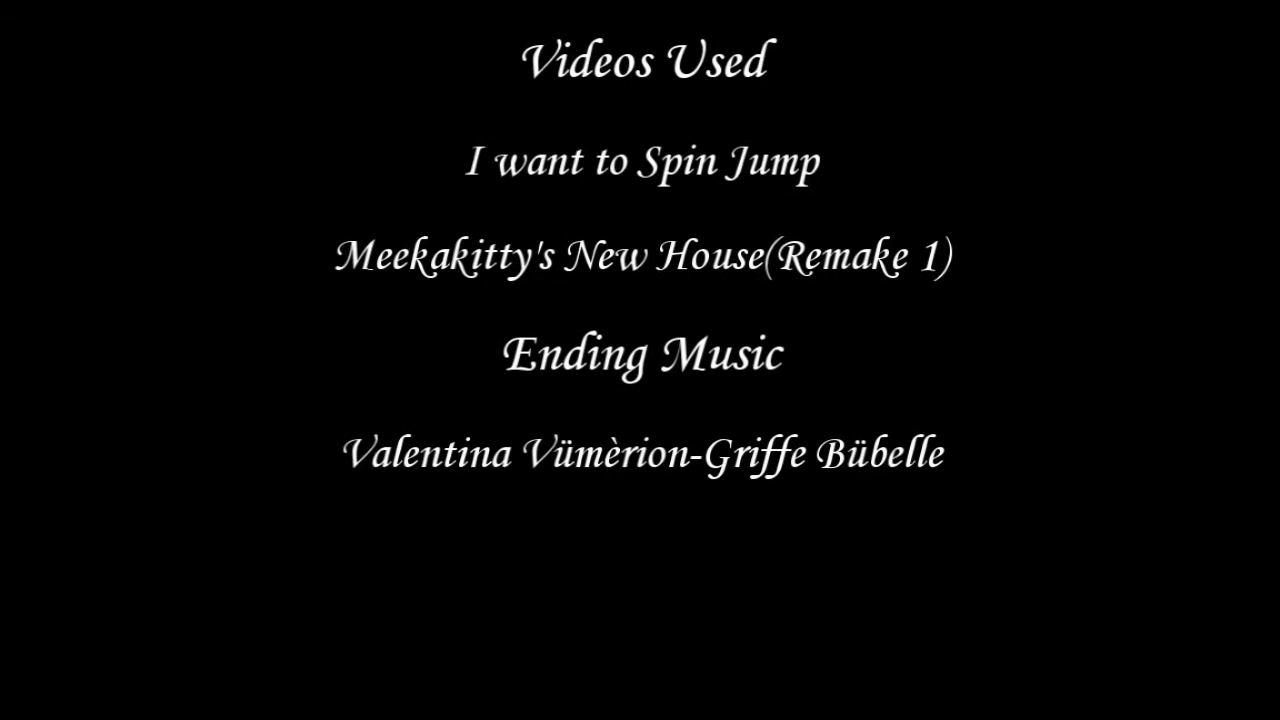 Videos Used
I want to Spin Jump
Meekakitty's New House(Remake 1)
Ending Music
Valentina Vümèrion-Griffe Bübelle